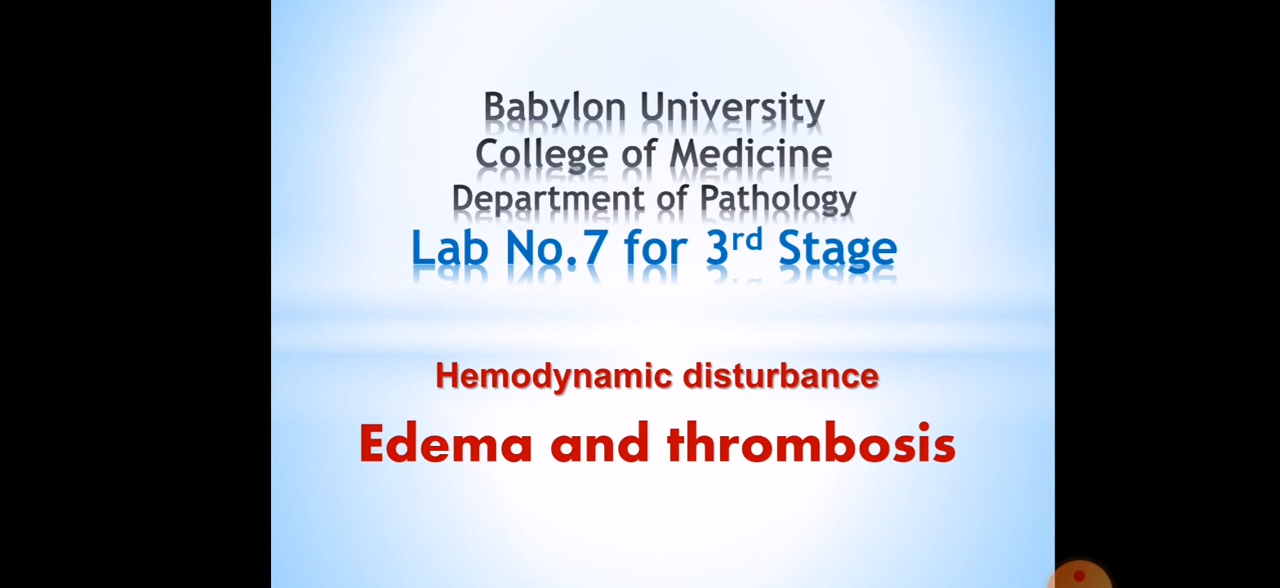 Babylon University
College of Medicine
Department of Pathology
Lab No.7 for 3rd Stage
Hemodynamic disturbance
Edema and thrombosis